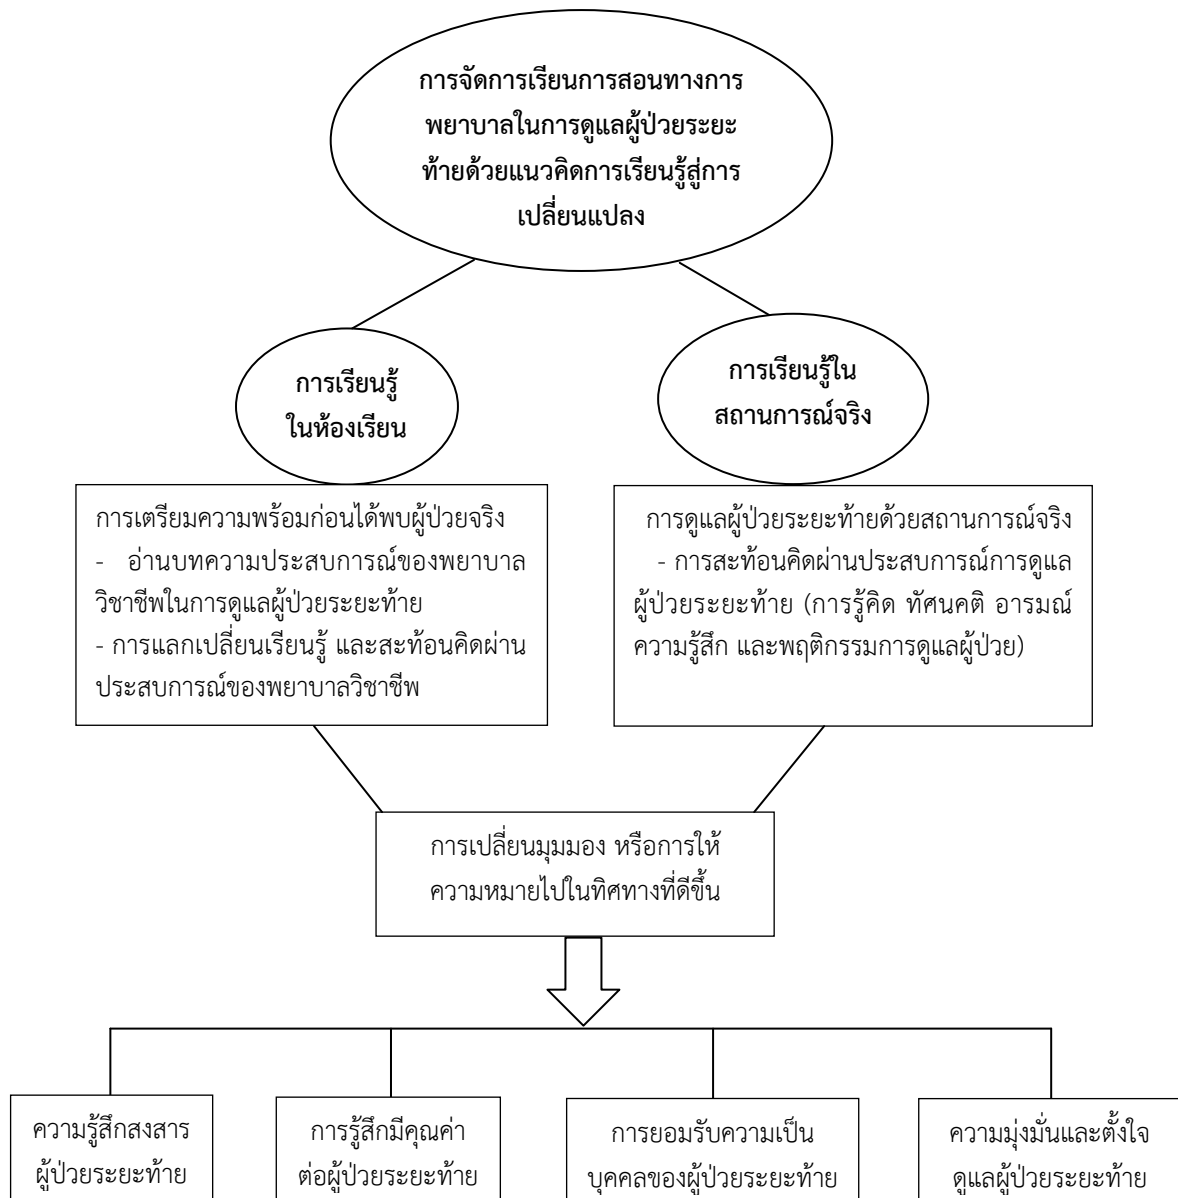 การจัดการเรียนการสอนทางการ
พยาบาลในการดูแลผู้ป่วยระยะ
ท้ายด้วยแนวคิดการเรียนรู้สู่การ
เปลี่ยนแปลง
การเรียนรู้
ในห้องเรียน
การเรียนรู้ใน
สถานการณ์จริง
การเตรียมความพร้อมก่อนได้พบผู้ป่วยจริง
- อ่านบทความประสบการณ์ของพยาบาล
วิชาชีพในการดูแลผู้ป่วยระยะท้าย
- การแลกเปลี่ยนเรียนรู้ และสะท้อนคิดผ่าน
ประสบการณ์ของพยาบาลวิชาชีพ
การดูแลผู้ป่วยระยะท้ายด้วยสถานการณ์จริง
- การสะท้อนคิดผ่านประสบการณ์การดูแล
ผู้ป่วยระยะท้าย (การรู้คิด ทัศนคติ อารมณ์
ความรู้สึก และพฤติกรรมการดูแลผู้ป่วย)
การเปลี่ยนมุมมอง หรือการให้
ความหมายไปในทิศทางที่ดีขึ้น
ความรู้สึกสงสาร
ผู้ป่วยระยะท้าย
การรู้สึกมีคุณค่า
ต่อผู้ป่วยระยะท้าย
การยอมรับความเป็น
บุคคลของผู้ป่วยระยะท้าย
ความมุ่งมั่นและตั้งใจ
ดูแลผู้ป่วยระยะท้าย